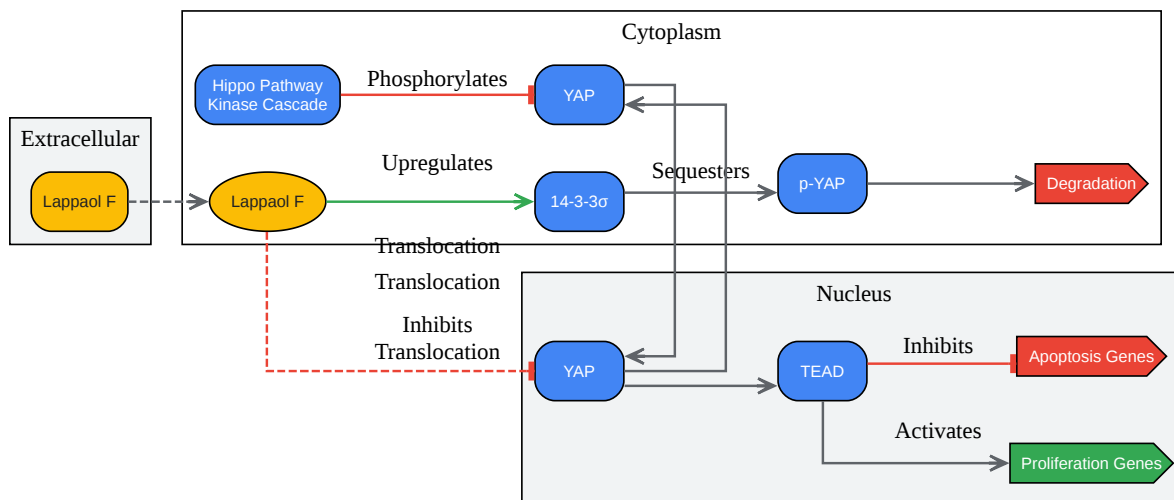 Cytoplasm
Hippo Pathway
Kinase Cascade
Phosphorylates
YAP
Extracellular
Lappaol F
Lappaol F
Upregulates
14-3-3σ
Sequesters
p-YAP
Degradation
Translocation
Translocation
Inhibits
Translocation
Nucleus
YAP
TEAD
Inhibits
Apoptosis Genes
Activates
Proliferation Genes